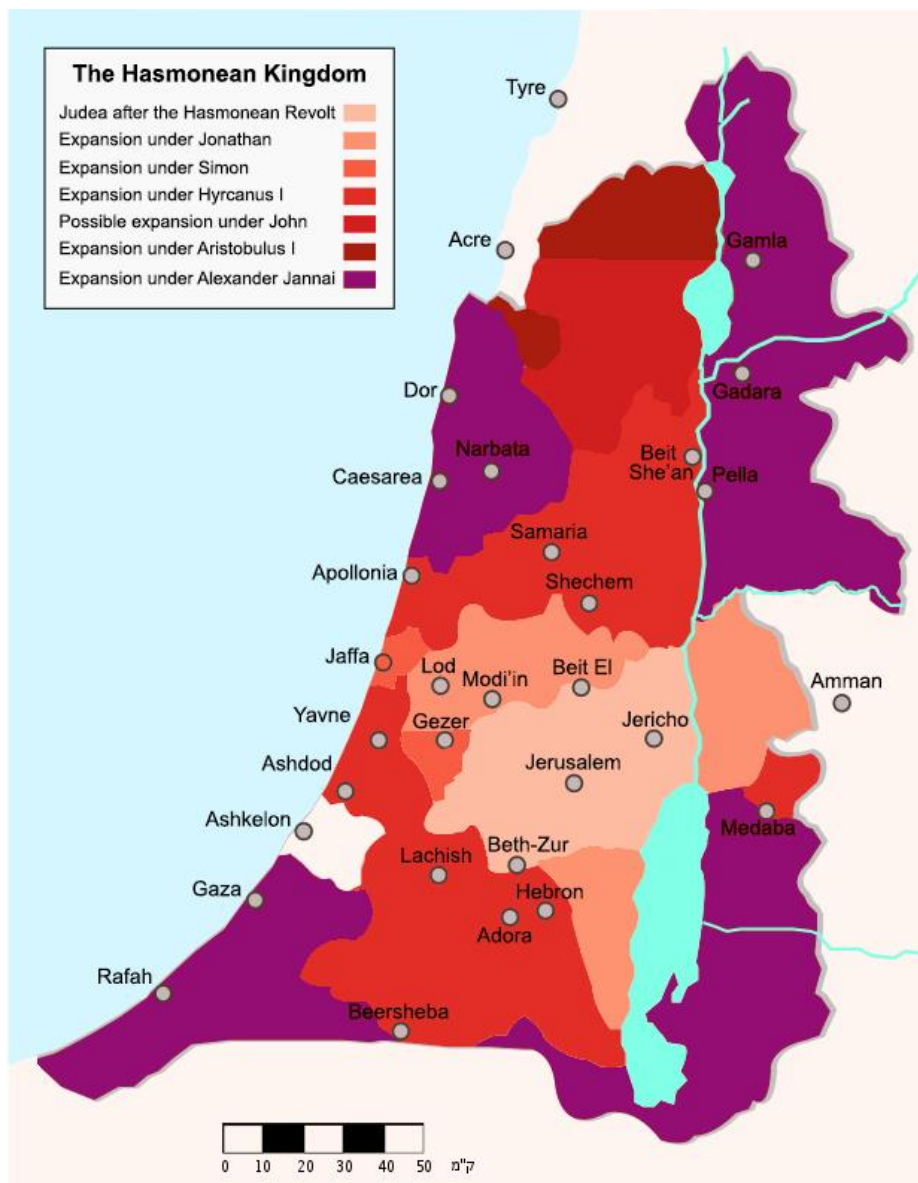 The Hasmonean Kingdom
Judea after the Hasmonean Revolt
Expansion under Jonathan
Expansion under Simon
Expansion under Hyrcanus I
Possible expansion under John
Expansion under Aristobulus I
Expansion under Alexander Jannai
Tyre
Acre
Gamla
Dor
Gadara
Narbata
Beit
She'an
Caesarea
Pella
Samaria
Apollonia
Shechem
Jaffa
Lod
Modi'in
Beit El
Amman
Yavne
Gezer
Jericho
Ashdod
Jerusalem
Ashkelon
Medaba
Lachish
Beth-Zur
Gaza
Hebron
Adora
Rafah
Beersheba
0 10 20 30 40 50 ק"מ